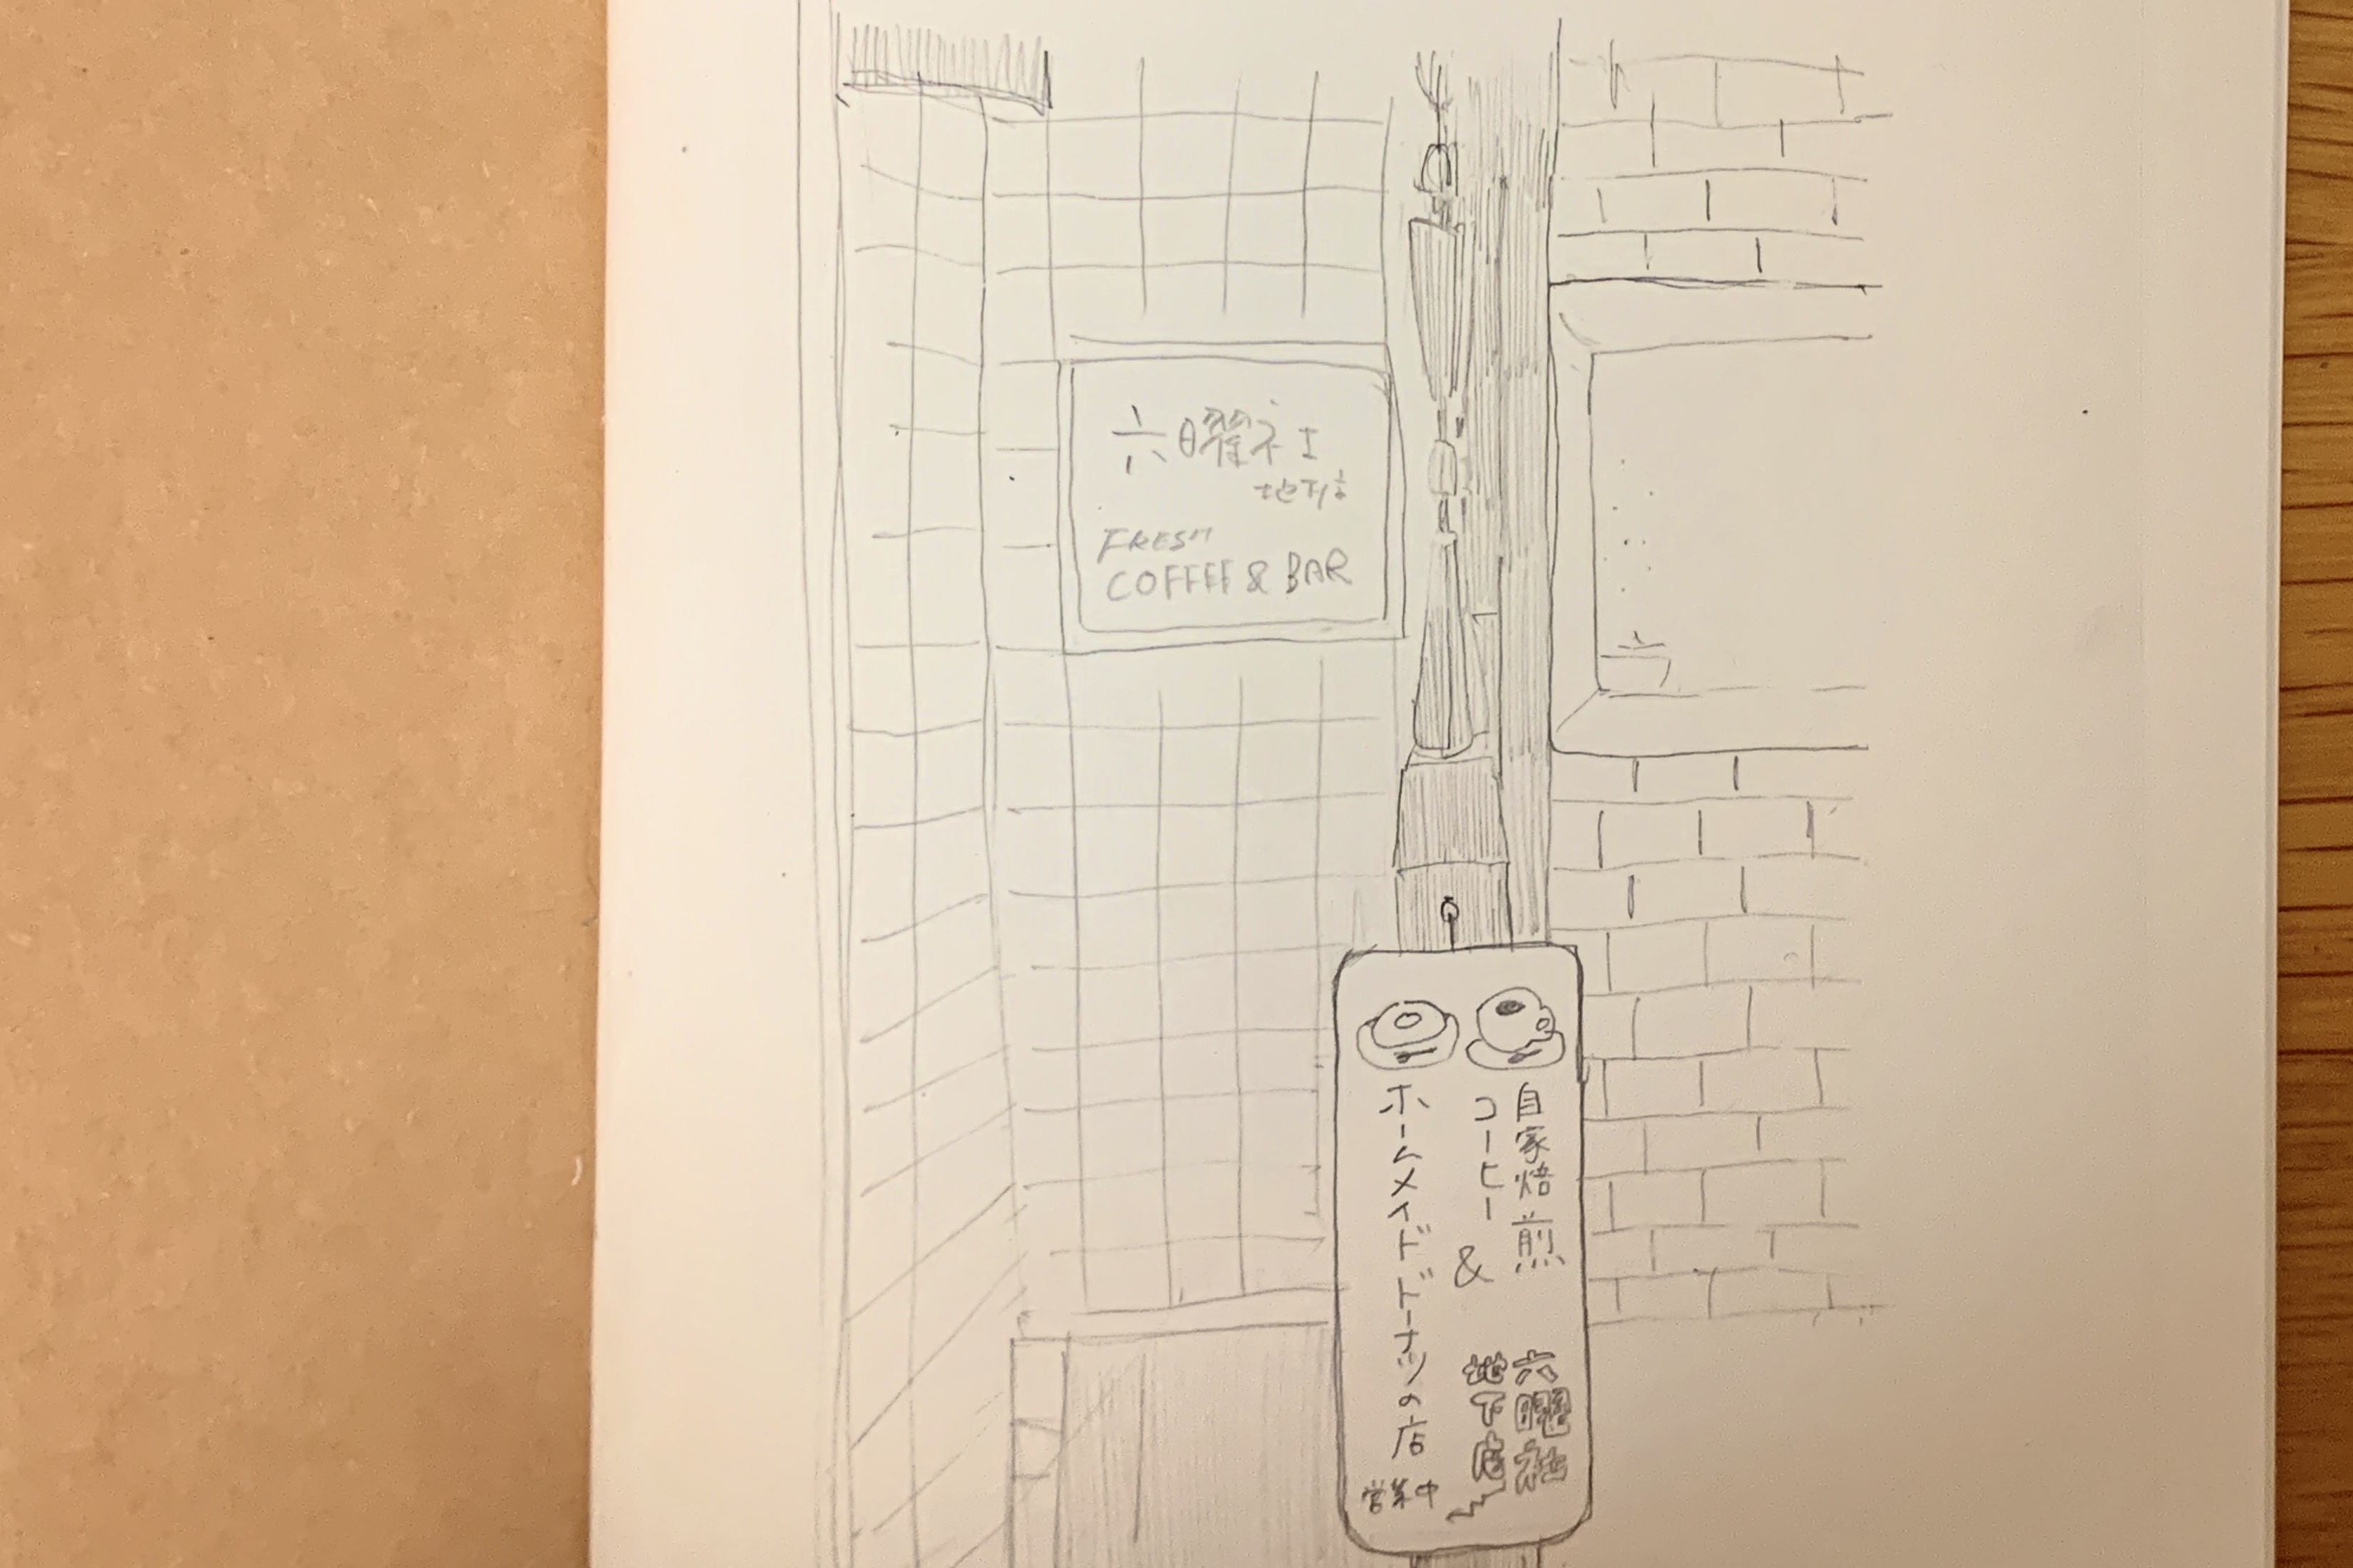 六曜社
地下店
FRESH
COFFEE & BAR
自家焙煎
コーヒー
&
ホームメイドドーナツの店
六曜社
地下店
営業中